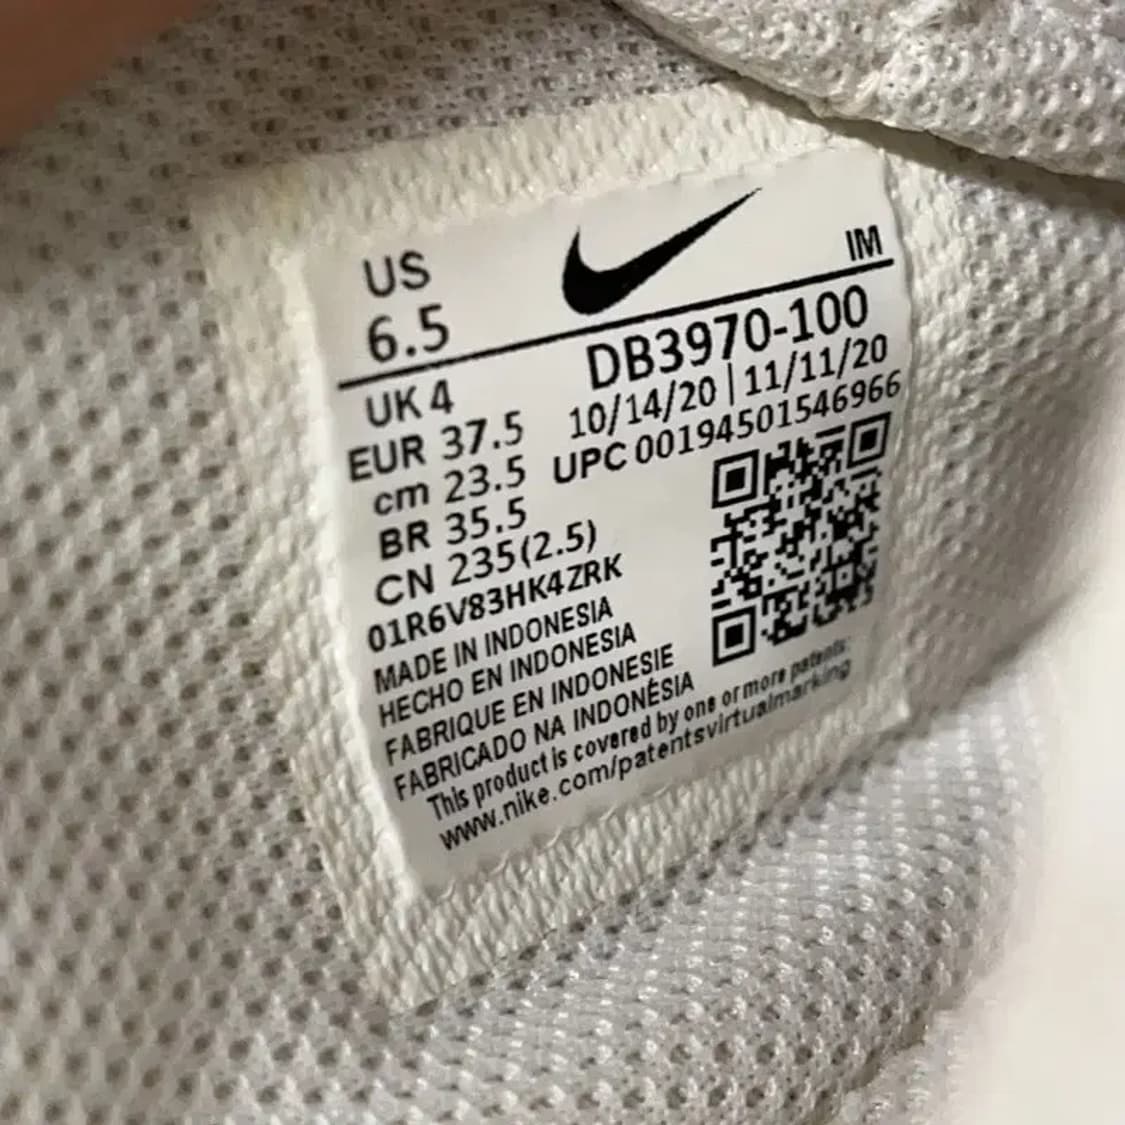 US
6.5
IM
UK 4
DB3970-100
EUR 37.5
10/14/20 | 11/11/20
cm 23.5
UPC 00194501546966
BR 35.5
CN 235(2.5)
01R6V83HK4ZRK
MADE IN INDONESIA
HECHO EN INDONESIA
FABRIQUE EN INDONESIE
FABRICADO NA INDONÉSIA
This product is covered by one or more patents:
www.nike.com/patentsvirtualmarking